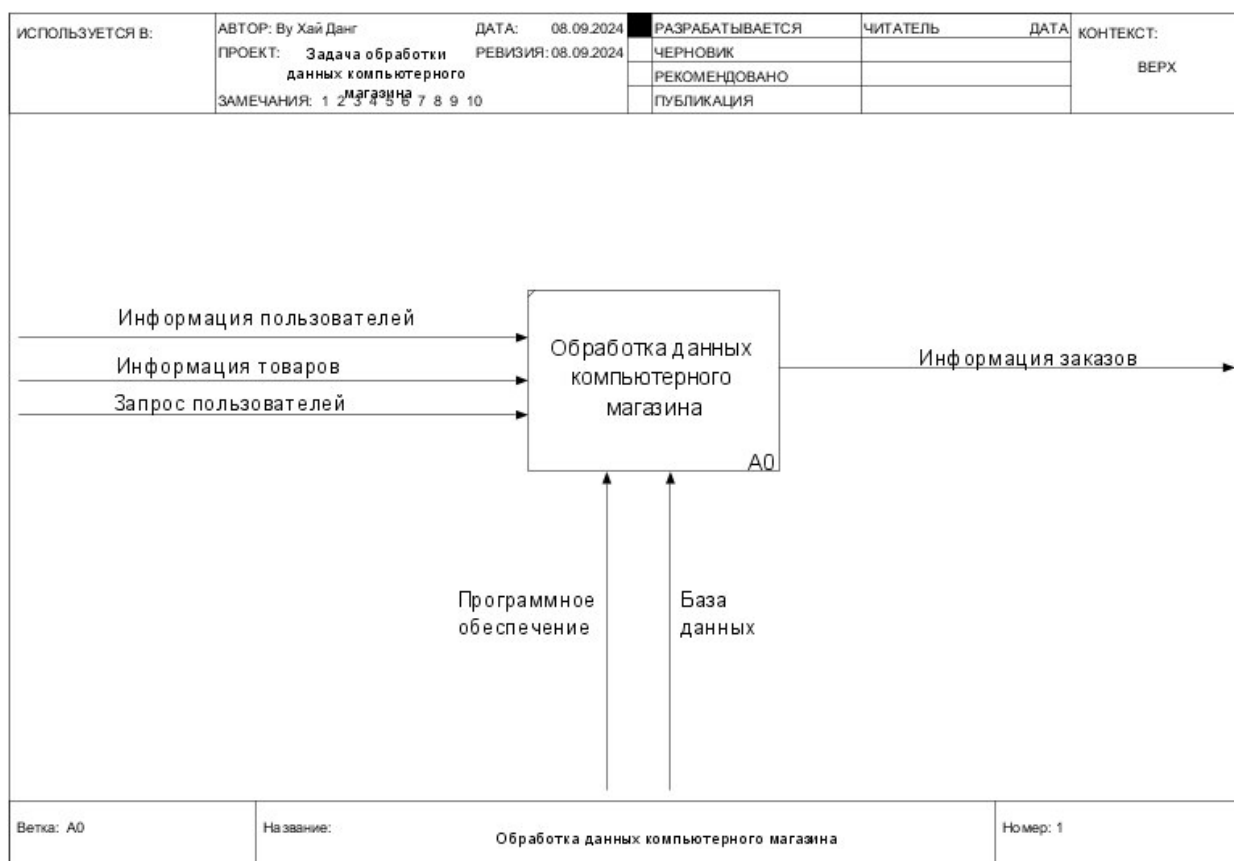 ИСПОЛЬЗУЕТСЯ В:
АВТОР: Ву Хай Данг
ДАТА: 08.09.2024
ПРОЕКТ: Задача обработки
данных компьютерного
магазина
РЕВИЗИЯ: 08.09.2024
ЗАМЕЧАНИЯ: 1 2 3 4 5 6 7 8 9 10
РАЗРАБАТЫВАЕТСЯ
ЧЕРНОВИК
РЕКОМЕНДОВАНО
ПУБЛИКАЦИЯ
ЧИТАТЕЛЬ ДАТА
КОНТЕКСТ:
ВЕРХ
Информация пользователей
Информация товаров
Запрос пользователей
Обработка данных
компьютерного
магазина
A0
Информация заказов
Программное
обеспечение
База
данных
Ветка: A0
Название: Обработка данных компьютерного магазина
Номер: 1